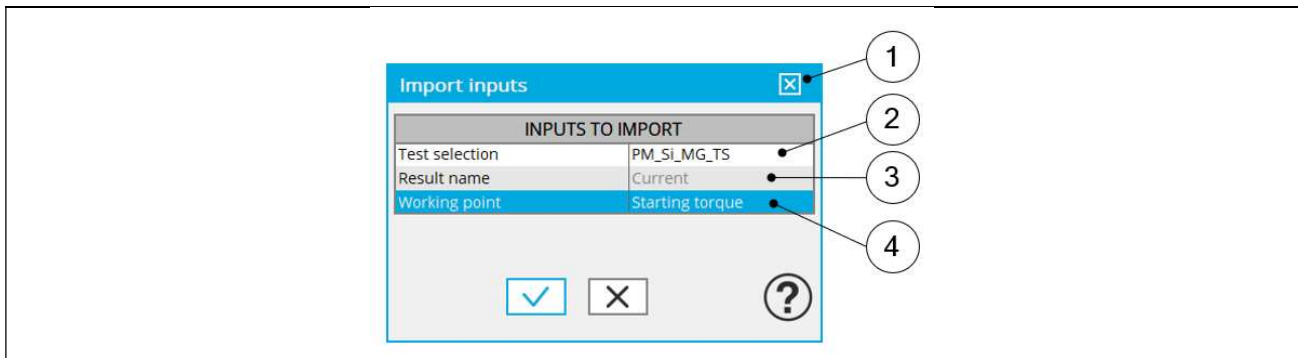 1
Import inputs
2
INPUTS TO IMPORT
Test selection PM_Si_MG_TS
3
Result name Current
Working point Starting torque
4
?